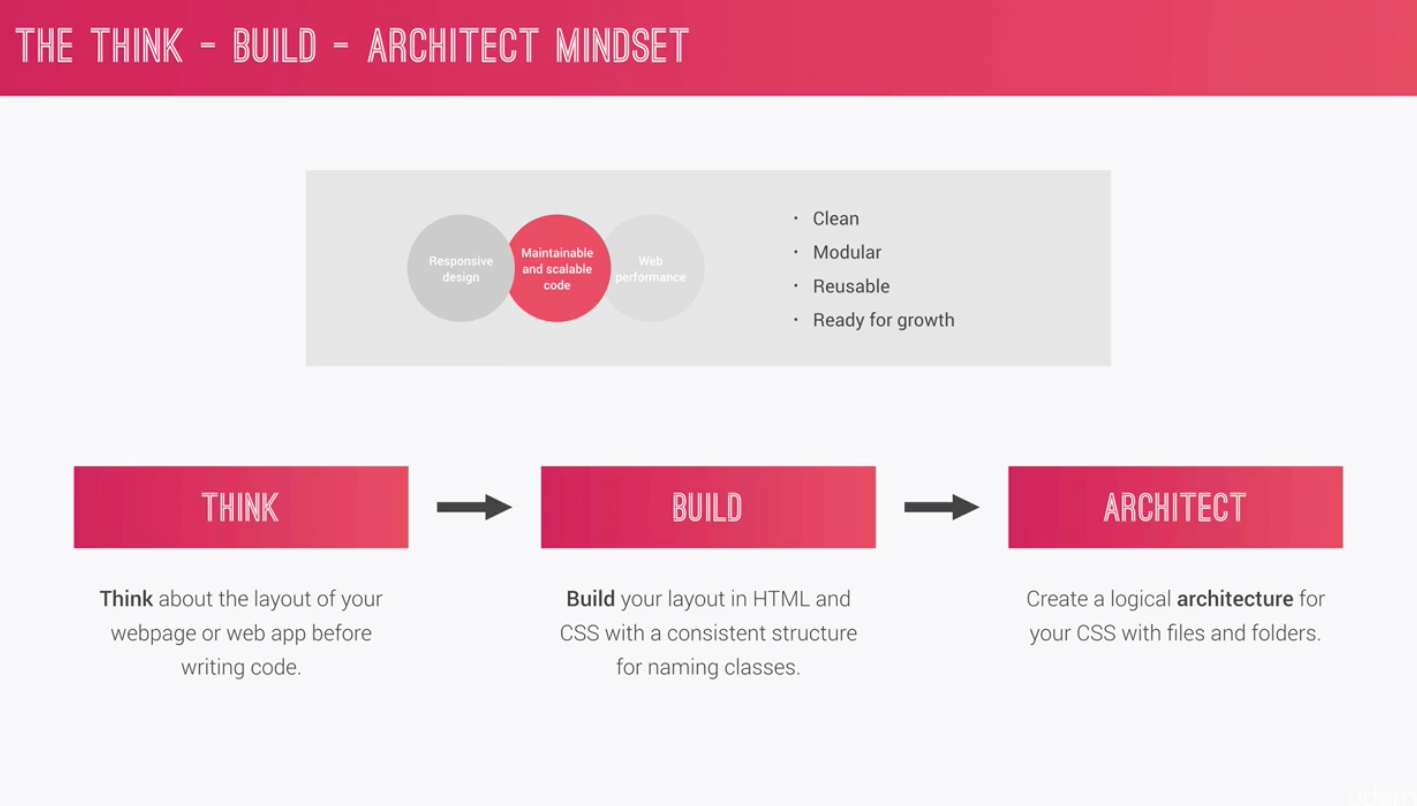 THE THINK – BUILD – ARCHITECT MINDSET
Responsive
design
Maintainable
and scalable
code
Web
performance
• Clean
• Modular
• Reusable
• Ready for growth
THINK
Think about the layout of your
webpage or web app before
writing code.
BUILD
Build your layout in HTML and
CSS with a consistent structure
for naming classes.
ARCHITECT
Create a logical architecture for
your CSS with files and folders.